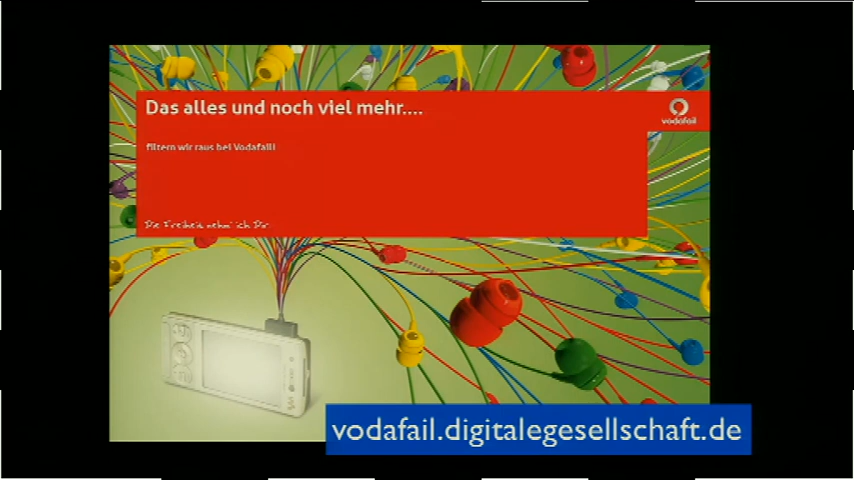 Das alles und noch viel mehr....
vodafail
filtern wir raus bei Vodafail!
Die Freiheit nehm' ich Dir.
vodafail.digitalegesellschaft.de